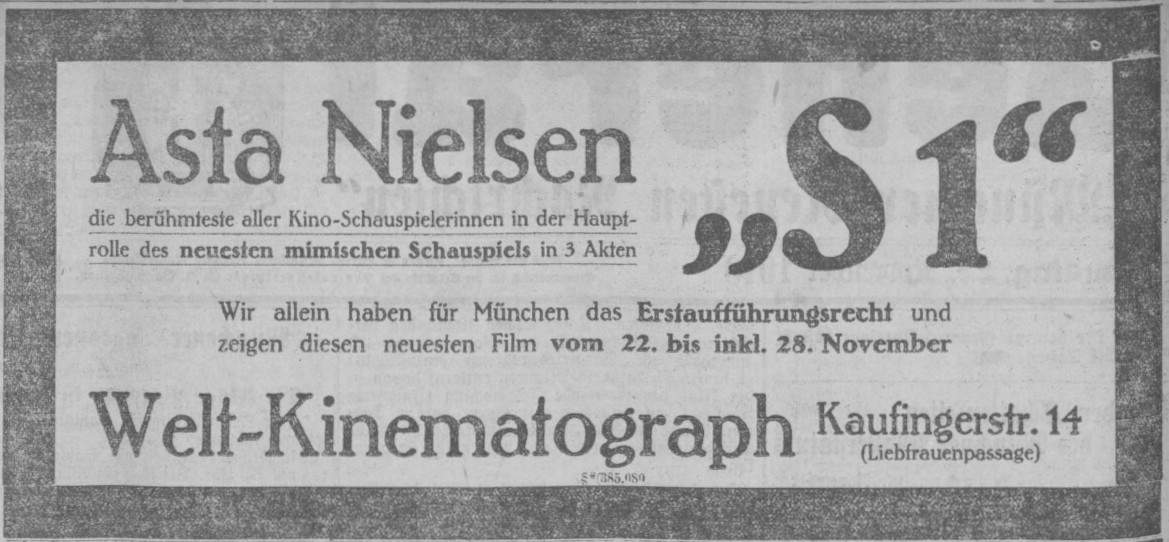 Asta Nielsen
die berühmteste aller Kino-Schauspielerinnen in der Haupt-
rolle des neuesten mimischen Schauspiels in 3 Akten
„S 1“
Wir allein haben für München das Erstaufführungsrecht und
zeigen diesen neuesten Film vom 22. bis inkl. 28. November
Welt-Kinematograph Kaufingerstr. 14
(Liebfrauenpassage)